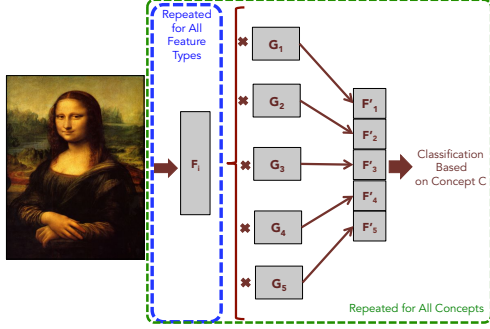 Repeated
for All
Feature
Types
F i
✖ G1
✖ G2
✖ G3
✖ G4
✖ G5
F'1
F'2
F'3
F'4
F'5
Classification
Based
on Concept C
Repeated for All Concepts